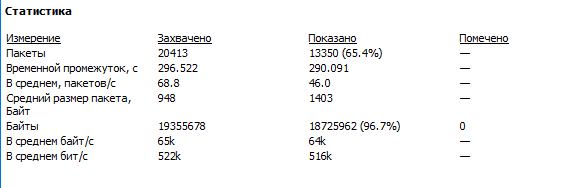 Статистика
Измерение Захвачено Показано Помечено
Пакеты 20413 13350 (65.4%) —
Временной промежуток, с 296.522 290.091 —
В среднем, пакетов/с 68.8 46.0 —
Средний размер пакета, 948 1403 —
Байт
Байты 19355678 18725962 (96.7%) 0
В среднем байт/с 65k 64k —
В среднем бит/с 522k 516k —